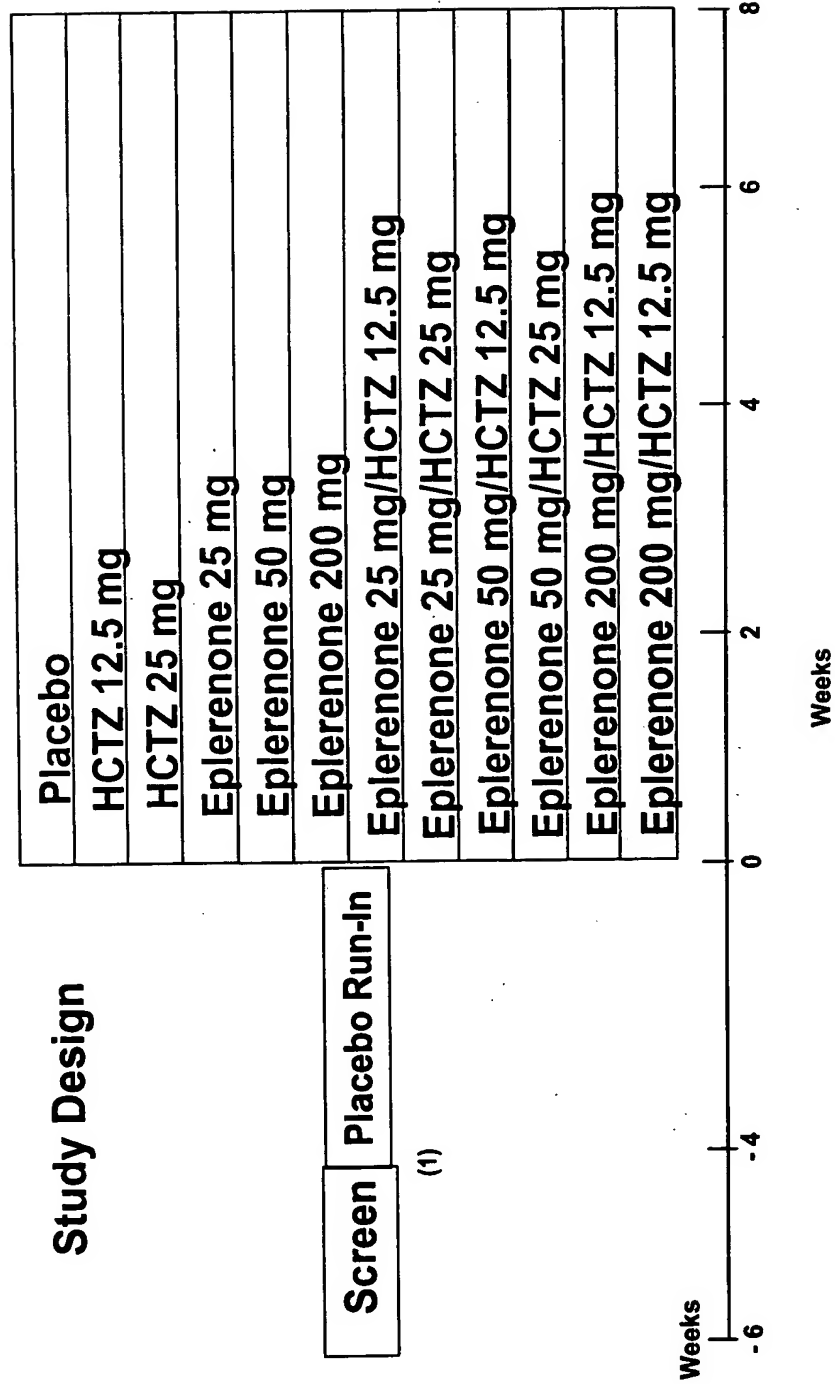 Study Design
Placebo
HCTZ 12.5 mg
HCTZ 25 mg
Eplerenone 25 mg
Eplerenone 50 mg
Eplerenone 200 mg
Eplerenone 25 mg/HCTZ 12.5 mg
Eplerenone 25 mg/HCTZ 25 mg
Eplerenone 50 mg/HCTZ 12.5 mg
Eplerenone 50 mg/HCTZ 25 mg
Eplerenone 200 mg/HCTZ 12.5 mg
Eplerenone 200 mg/HCTZ 12.5 mg
Screen Placebo Run-In
(1)
Weeks
-6 -4 0 2 4 6 8
Weeks